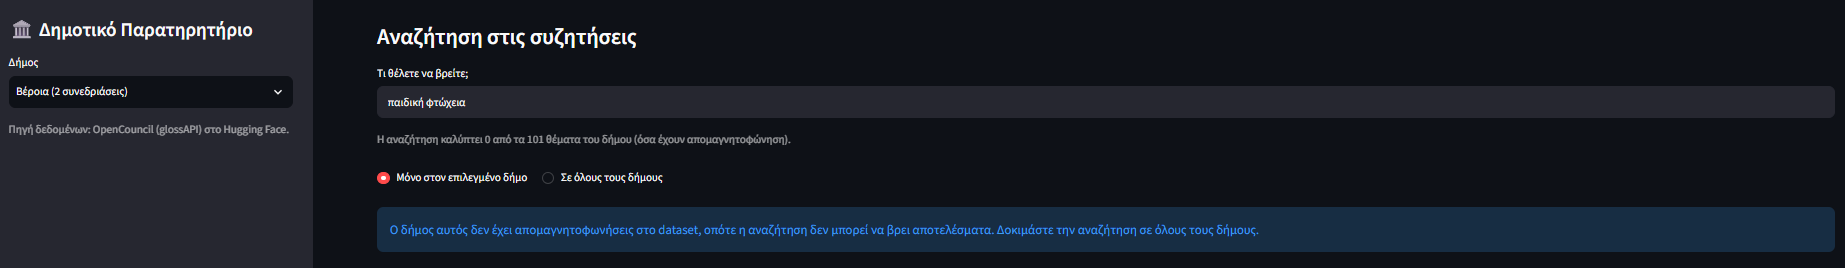 Δημοτικό Παρατηρητήριο
Δήμος
Βέροια (2 συνεδριάσεις)
Πηγή δεδομένων: OpenCouncil (glossAPI) στο Hugging Face.
Αναζήτηση στις συζητήσεις
Τι θέλετε να βρείτε;
παιδική φτώχεια
Η αναζήτηση καλύπτει 0 από τα 101 θέματα του δήμου (όσα έχουν απομαγνητοφώνηση).
Μόνο στον επιλεγμένο δήμο
Σε όλους τους δήμους
Ο δήμος αυτός δεν έχει απομαγνητοφωνήσεις στο dataset, οπότε η αναζήτηση δεν μπορεί να βρει αποτελέσματα. Δοκιμάστε την αναζήτηση σε όλους τους δήμους.